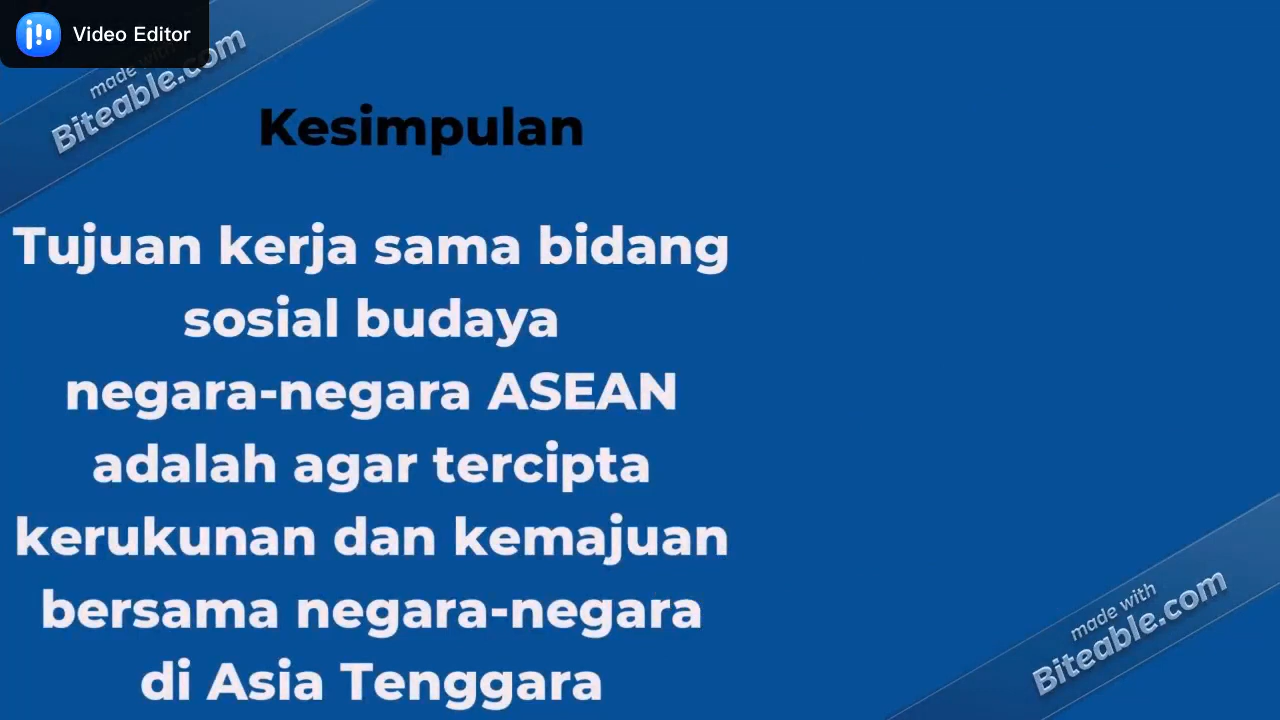 Video Editor
made with
Biteable.com
Kesimpulan
Tujuan kerja sama bidang
sosial budaya
negara-negara ASEAN
adalah agar tercipta
kerukunan dan kemajuan
bersama negara-negara
di Asia Tenggara
made with
Biteable.com